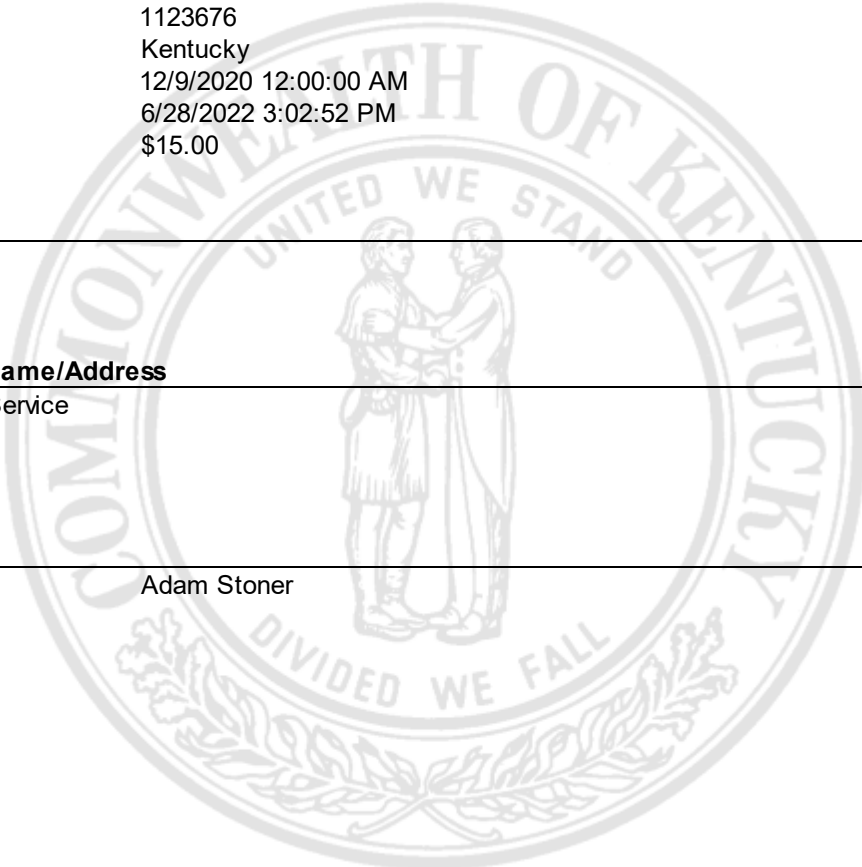 1123676
Kentucky
12/9/2020 12:00:00 AM
6/28/2022 3:02:52 PM
$15.00
COMMONWEALTH OF KENTUCKY
UNITED WE STAND
ame/Address
Service
Adam Stoner
DIVIDED WE FALL